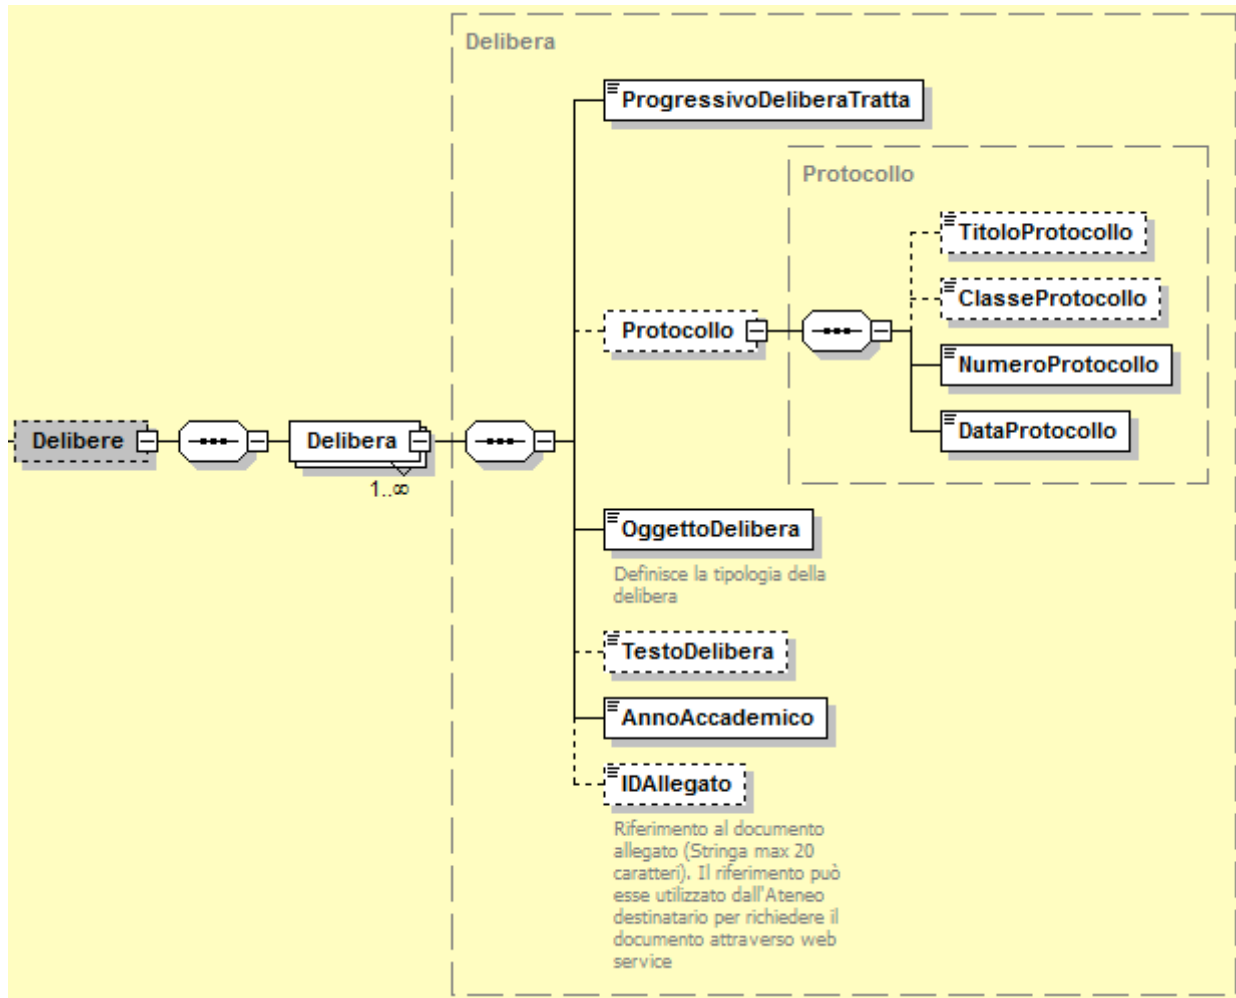 Delibera
ProgressivoDeliberaTratta
Protocollo
TitoloProtocollo
ClasseProtocollo
Protocollo
NumeroProtocollo
DataProtocollo
Delibere
Delibera
1..∞
OggettoDelibera
Definisce la tipologia della
delibera
TestoDelibera
AnnoAccademico
IDAllegato
Riferimento al documento
allegato (Stringa max 20
caratteri). Il riferimento può
esse utilizzato dall'Ateneo
destinatario per richiedere il
documento attraverso web
service